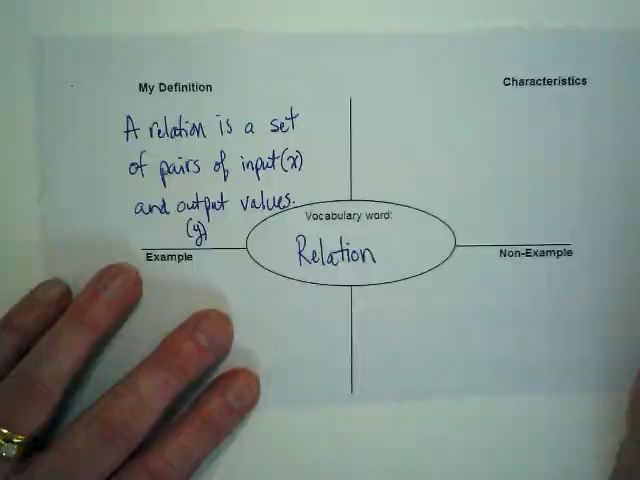 My Definition
Characteristics
A relation is a set
of pairs of input (x)
and output values.
(y)
Vocabulary word:
Relation
Example
Non-Example